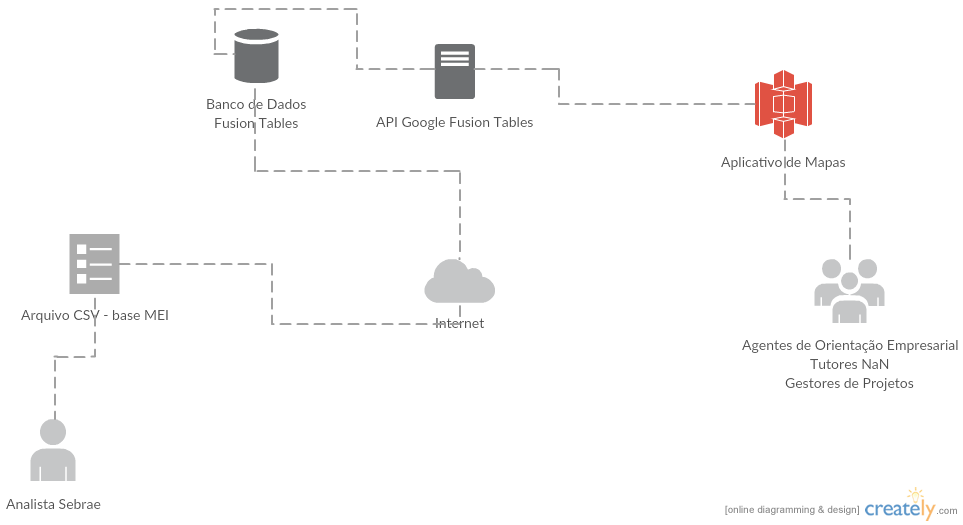 Banco de Dados
Fusion Tables
API Google Fusion Tables
Aplicativo de Mapas
Arquivo CSV - base MEI
Internet
Agentes de Orientação Empresarial
Tutores NaN
Gestores de Projetos
Analista Sebrae
[online diagramming & design] creately.com